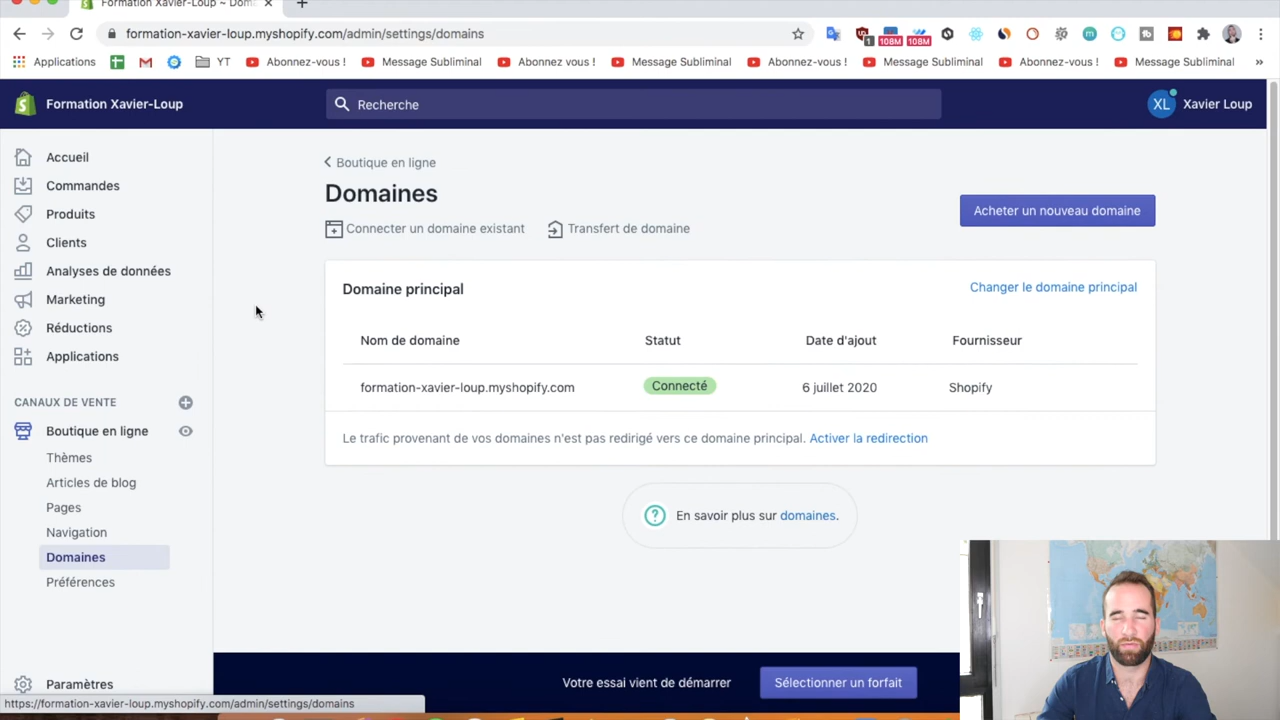 Formation Xavier-Loup ~ Dom
formation-xavier-loup.myshopify.com/admin/settings/domains
1 108M 108M
Applications YT Abonnez-vous ! Message Subliminal Abonnez vous ! Message Subliminal Abonnez-vous ! Message Subliminal Abonnez-vous ! Message Subliminal »
Formation Xavier-Loup
Recherche
XL Xavier Loup
Accueil
Commandes
Produits
Clients
Analyses de données
Marketing
Réductions
Applications
CANAUX DE VENTE
Boutique en ligne
Thèmes
Articles de blog
Pages
Navigation
Domaines
Préférences
Paramètres
Boutique en ligne
Domaines
Connecter un domaine existant Transfert de domaine
Acheter un nouveau domaine
Domaine principal Changer le domaine principal
Nom de domaine Statut Date d'ajout Fournisseur
formation-xavier-loup.myshopify.com Connecté 6 juillet 2020 Shopify
Le trafic provenant de vos domaines n'est pas redirigé vers ce domaine principal. Activer la redirection
En savoir plus sur domaines.
Votre essai vient de démarrer Sélectionner un forfait
https://formation-xavier-loup.myshopify.com/admin/settings/domains